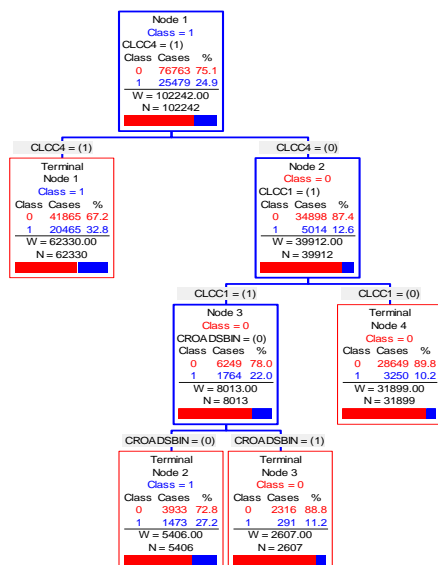 Node 1
Class = 1
CLCC4 = (1)
Class Cases %
0 76763 75.1
1 25479 24.9
W = 102242.00
N = 102242
CLCC4 = (1)
CLCC4 = (0)
Terminal
Node 1
Class = 1
Class Cases %
0 41865 67.2
1 20465 32.8
W = 62330.00
N = 62330
Node 2
Class = 0
CLCC1 = (1)
Class Cases %
0 34898 87.4
1 5014 12.6
W = 39912.00
N = 39912
CLCC1 = (1)
CLCC1 = (0)
Node 3
Class = 0
CROADSBIN = (0)
Class Cases %
0 6249 78.0
1 1764 22.0
W = 8013.00
N = 8013
Terminal
Node 4
Class = 0
Class Cases %
0 28649 89.8
1 3250 10.2
W = 31899.00
N = 31899
CROADSBIN = (0)
CROADSBIN = (1)
Terminal
Node 2
Class = 1
Class Cases %
0 3933 72.8
1 1473 27.2
W = 5406.00
N = 5406
Terminal
Node 3
Class = 0
Class Cases %
0 2316 88.8
1 291 11.2
W = 2607.00
N = 2607